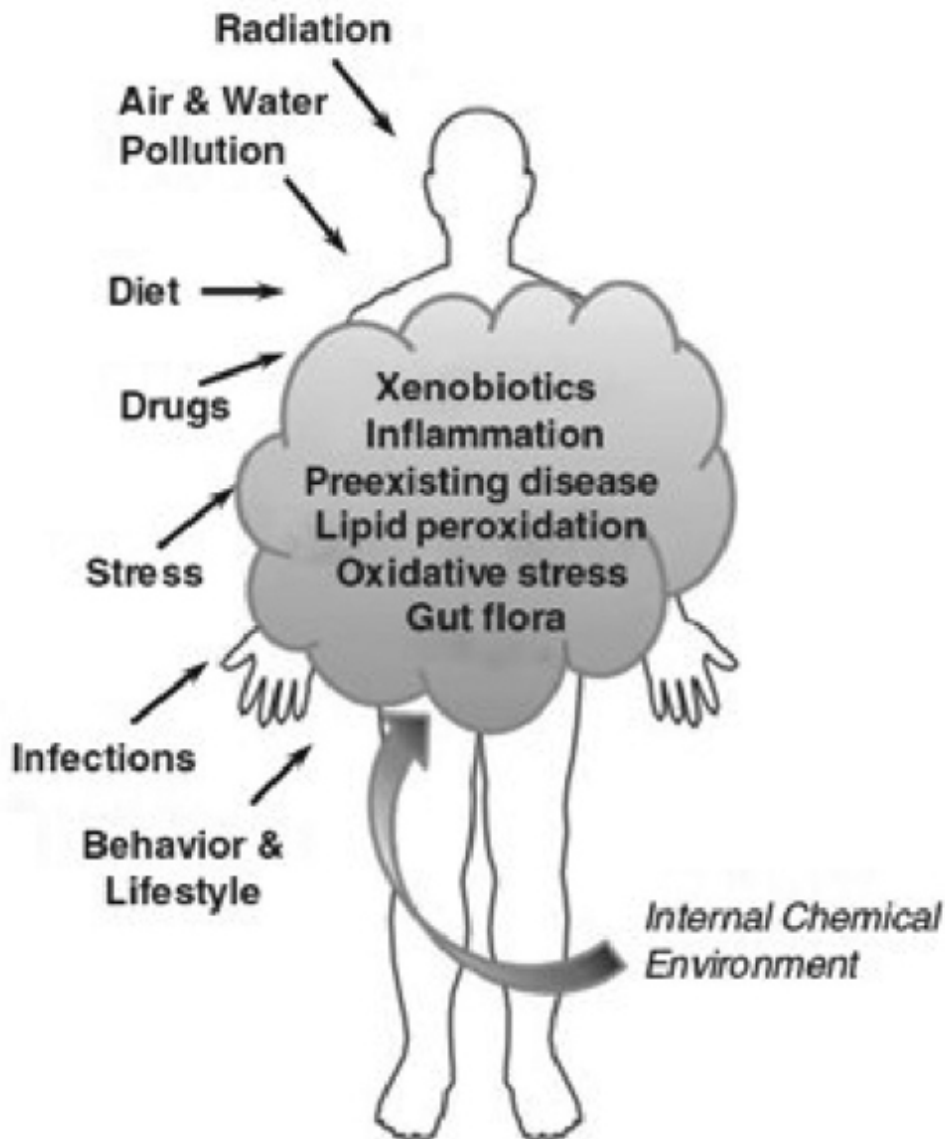 Radiation
Air & Water
Pollution
Diet
Drugs
Xenobiotics
Inflammation
Preexisting disease
Lipid peroxidation
Oxidative stress
Gut flora
Stress
Infections
Behavior &
Lifestyle
Internal Chemical
Environment